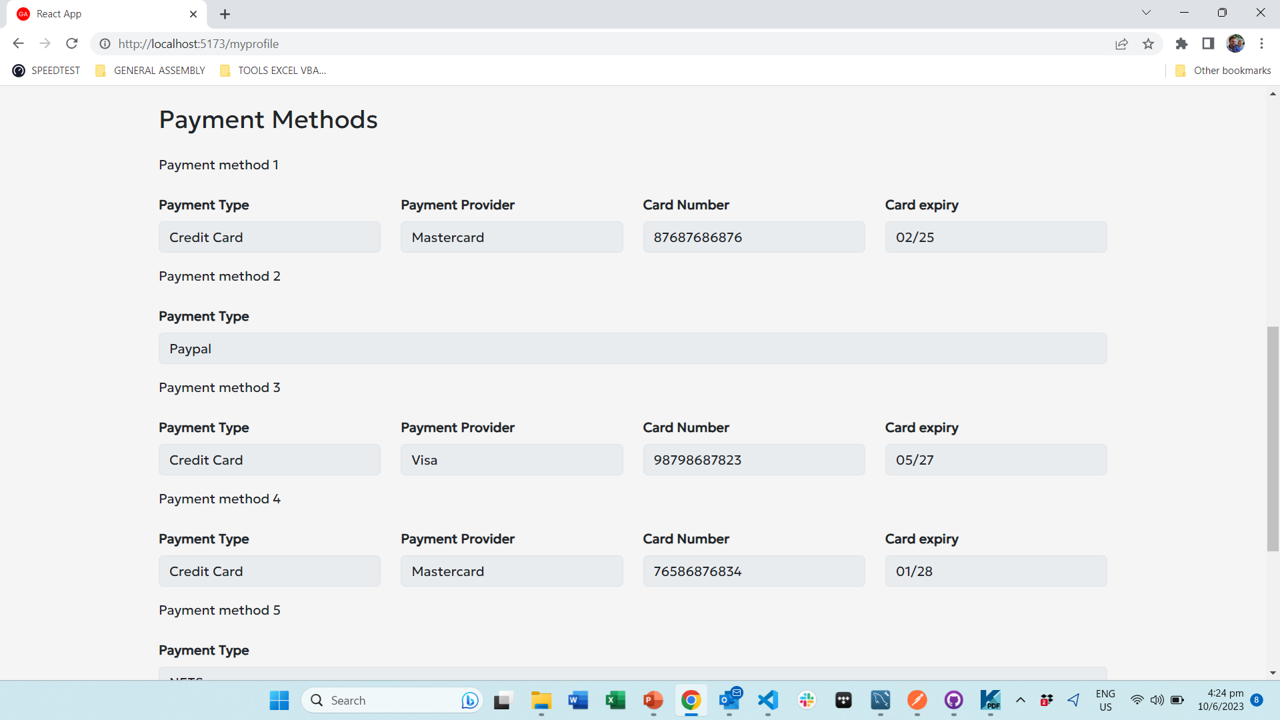 GA React App
http://localhost:5173/myprofile
SPEEDTEST GENERAL ASSEMBLY TOOLS EXCEL VBA... Other bookmarks
Payment Methods
Payment method 1
Payment Type Payment Provider Card Number Card expiry
Credit Card Mastercard 87687686876 02/25
Payment method 2
Payment Type
Paypal
Payment method 3
Payment Type Payment Provider Card Number Card expiry
Credit Card Visa 98798687823 05/27
Payment method 4
Payment Type Payment Provider Card Number Card expiry
Credit Card Mastercard 76586876834 01/28
Payment method 5
Payment Type
NETS
Search
ENG
US
4:24 pm
10/6/2023
8